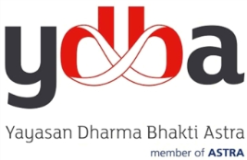 ydba
Yayasan Dharma Bhakti Astra
member of ASTRA